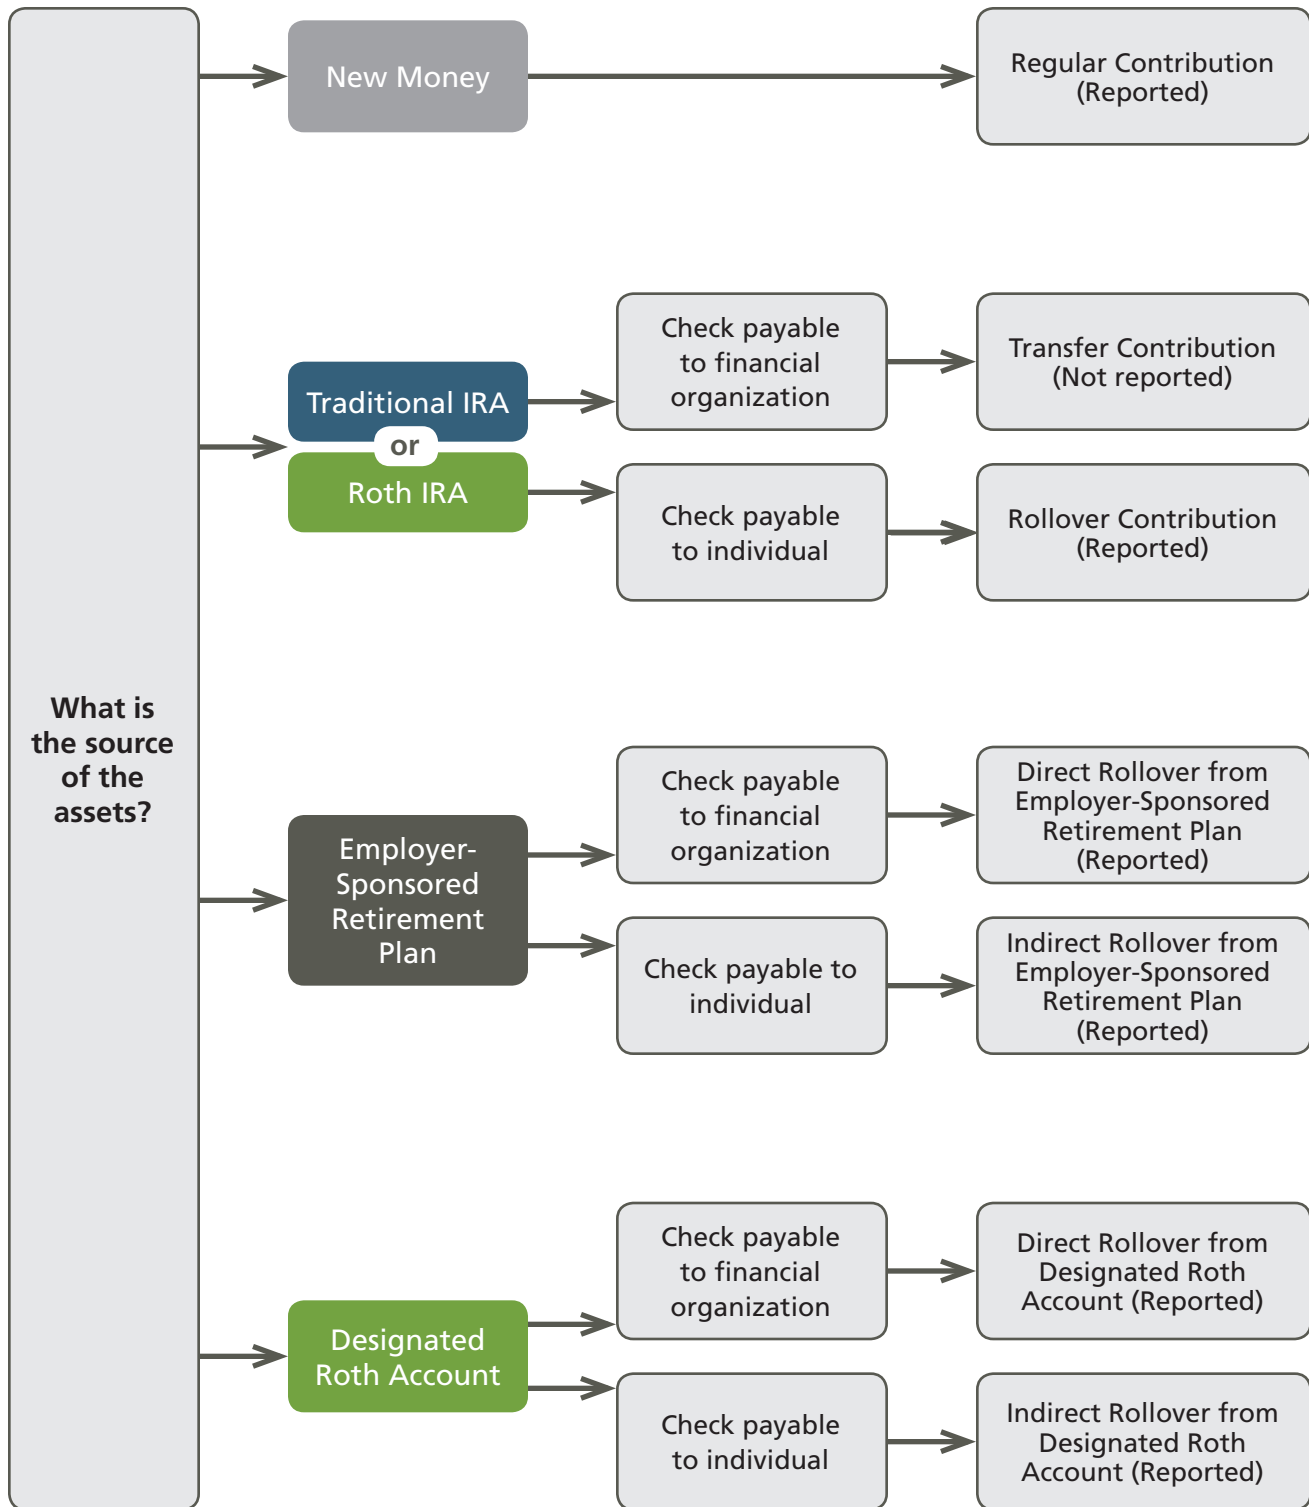 What is
the source
of the
assets?
New Money
Regular Contribution
(Reported)
Traditional IRA
or
Roth IRA
Check payable
to financial
organization
Transfer Contribution
(Not reported)
Check payable
to individual
Rollover Contribution
(Reported)
Employer-
Sponsored
Retirement
Plan
Check payable
to financial
organization
Direct Rollover from
Employer-Sponsored
Retirement Plan
(Reported)
Check payable to
individual
Indirect Rollover from
Employer-Sponsored
Retirement Plan
(Reported)
Designated
Roth Account
Check payable
to financial
organization
Direct Rollover from
Designated Roth
Account (Reported)
Check payable
to individual
Indirect Rollover from
Designated Roth
Account (Reported)